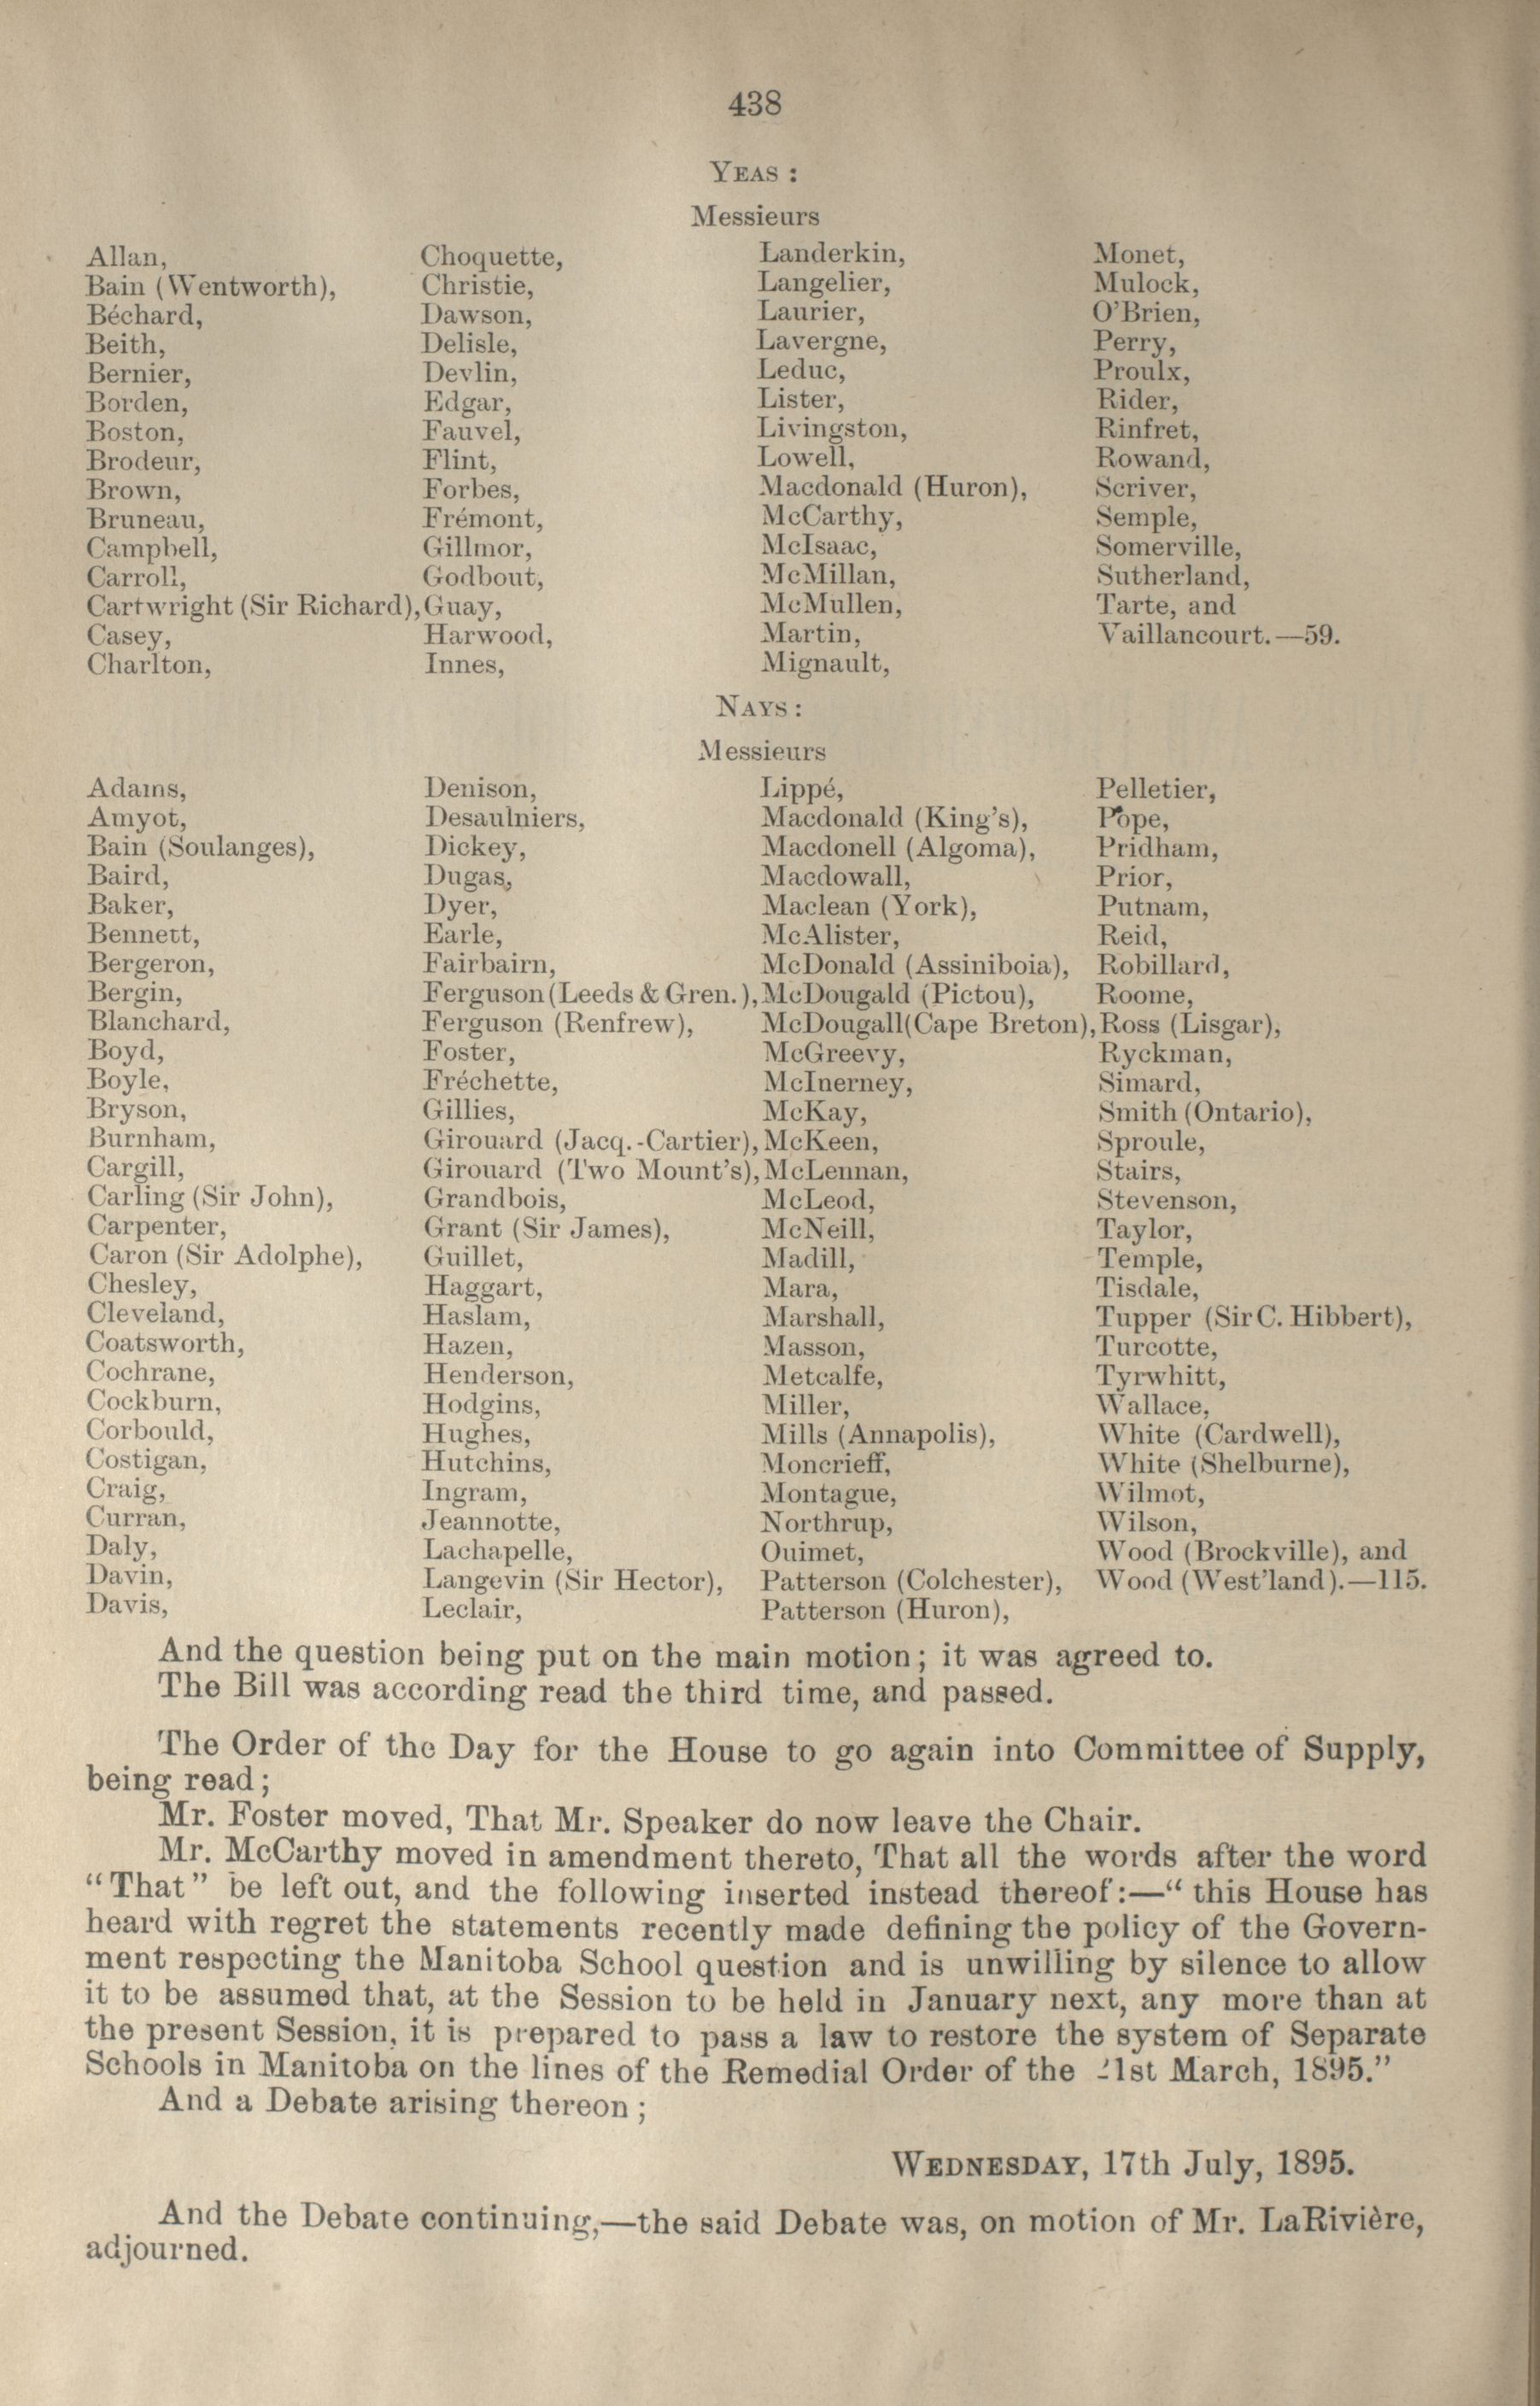 438
YEAS :
Messieurs
Allan, Choquette, Landerkin, Monet,
Bain (Wentworth), Christie, Langelier, Mulock,
Béchard, Dawson, Laurier, O'Brien,
Beith, Delisle, Lavergne, Perry,
Bernier, Devlin, Leduc, Proulx,
Borden, Edgar, Lister, Rider,
Boston, Fauvel, Livingston, Rinfret,
Brodeur, Flint, Lowell, Rowand,
Brown, Forbes, Macdonald (Huron), Scriver,
Bruneau, Frémont, McCarthy, Semple,
Campbell, Gillmor, McIsaac, Somerville,
Carroll, Godbout, McMillan, Sutherland,
Cartwright (Sir Richard), Guay, McMullen, Tarte, and
Casey, Harwood, Martin, Vaillancourt.—59.
Charlton, Innes, Mignault,
NAYS :
Messieurs
Adams, Denison, Lippé, Pelletier,
Amyot, Desaulniers, Macdonald (King's), Pope,
Bain (Soulanges), Dickey, Macdonell (Algoma), Pridham,
Baird, Dugas, Macdowall, Prior,
Baker, Dyer, Maclean (York), Putnam,
Bennett, Earle, McAlister, Reid,
Bergeron, Fairbairn, McDonald (Assiniboia), Robillard,
Bergin, Ferguson (Leeds & Gren.), McDougald (Pictou), Roome,
Blanchard, Ferguson (Renfrew), McDougall (Cape Breton), Ross (Lisgar),
Boyd, Foster, McGreevy, Ryckman,
Boyle, Fréchette, McInerney, Simard,
Bryson, Gillies, McKay, Smith (Ontario),
Burnham, Girouard (Jacq.-Cartier), McKeen, Sproule,
Cargill, Girouard (Two Mount's), McLennan, Stairs,
Carling (Sir John), Grandbois, McLeod, Stevenson,
Carpenter, Grant (Sir James), McNeill, Taylor,
Caron (Sir Adolphe), Guillet, Madill, Temple,
Chesley, Haggart, Mara, Tisdale,
Cleveland, Haslam, Marshall, Tupper (Sir C. Hibbert),
Coatsworth, Hazen, Masson, Turcotte,
Cochrane, Henderson, Metcalfe, Tyrwhitt,
Cockburn, Hodgins, Miller, Wallace,
Corbould, Hughes, Mills (Annapolis), White (Cardwell),
Costigan, Hutchins, Moncrieff, White (Shelburne),
Craig, Ingram, Montague, Wilmot,
Curran, Jeannotte, Northrup, Wilson,
Daly, Lachapelle, Ouimet, Wood (Brockville), and
Davin, Langevin (Sir Hector), Patterson (Colchester), Wood (West'land).—115.
Davis, Leclair, Patterson (Huron),
And the question being put on the main motion; it was agreed to.
The Bill was according read the third time, and passed.
The Order of the Day for the House to go again into Committee of Supply,
being read;
Mr. Foster moved, That Mr. Speaker do now leave the Chair.
Mr. McCarthy moved in amendment thereto, That all the words after the word
"That" be left out, and the following inserted instead thereof:—" this House has
heard with regret the statements recently made defining the policy of the Govern-
ment respecting the Manitoba School question and is unwilling by silence to allow
it to be assumed that, at the Session to be held in January next, any more than at
the present Session, it is prepared to pass a law to restore the system of Separate
Schools in Manitoba on the lines of the Remedial Order of the 21st March, 1895."
And a Debate arising thereon;
WEDNESDAY, 17th July, 1895.
And the Debate continuing,—the said Debate was, on motion of Mr. LaRivière,
adjourned.